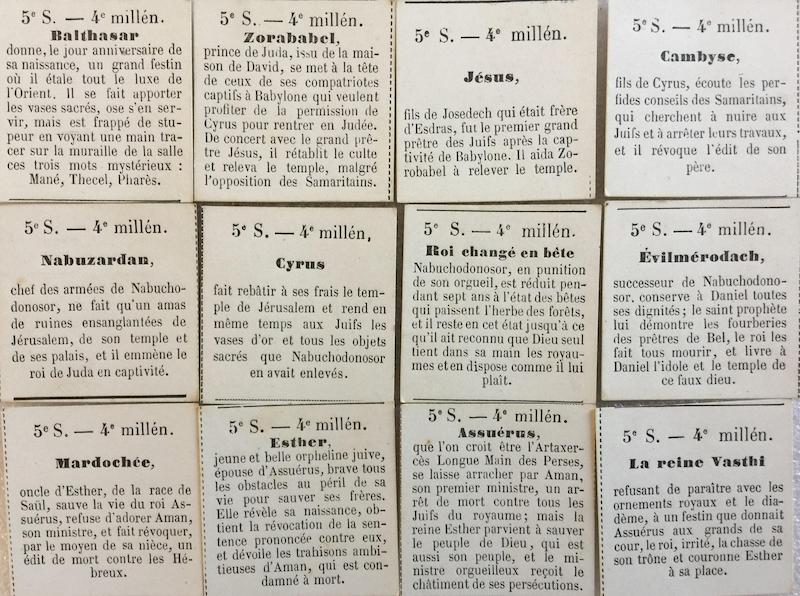 5e S. — 4e millén.
Balthasar
donne, le jour anniversaire de
sa naissance, un grand festin
où il étale tout le luxe de
l'Orient. Il se fait apporter
les vases sacrés, ose s'en ser-
vir, mais est frappé de stu-
peur en voyant une main tra-
cer sur la muraille de la salle
ces trois mots mystérieux :
Mané, Thecel, Pharès.
5e S. — 4e millén.
Zorababel,
prince de Juda, issu de la mai-
son de David, se met à la tête
de ceux de ses compatriotes
captifs à Babylone qui veulent
profiter de la permission de
Cyrus pour rentrer en Judée.
De concert avec le grand prê-
tre Jésus, il rétablit le culte
et releva le temple, malgré
l'opposition des Samaritains.
5e S. — 4e millén.
Jésus,
fils de Josedech qui était frère
d'Esdras, fut le premier grand
prêtre des Juifs après la cap-
tivité de Babylone. Il aida Zo-
robabel à relever le temple.
5e S. — 4e millén.
Cambyse,
fils de Cyrus, écoute les per-
fides conseils des Samaritains,
qui cherchent à nuire aux
Juifs et à arrêter leurs travaux,
et il révoque l'édit de son
père.
5e S. — 4e millén.
Nabuzardan,
chef des armées de Nabucho-
donosor, ne fait qu'un amas
de ruines ensanglantées de
Jérusalem, de son temple et
de ses palais, et il emmène le
roi de Juda en captivité.
5e S. — 4e millén,
Cyrus
fait rebâtir à ses frais le tem-
ple de Jérusalem et rend en
même temps aux Juifs les
vases d'or et tous les objets
sacrés que Nabuchodonosor
en avait enlevés.
5e S. — 4e millén.
Roi changé en bête
Nabuchodonosor, en punition
de son orgueil, est réduit pen-
dant sept ans à l'état des bêtes
qui paissent l'herbe des forêts,
et il reste en cet état jusqu'à ce
qu'il ait reconnu que Dieu seul
tient dans sa main les royau-
mes et en dispose comme il lui
plaît.
5e S. — 4e millén.
Évilmérodach,
successeur de Nabuchodono-
sor, conserve à Daniel toutes
ses dignités ; le saint prophète
lui démontre les fourberies
des prêtres de Bel, le roi les
fait tous mourir, et livre à
Daniel l'idole et le temple de
ce faux dieu.
5e S. — 4e millén.
Mardochée,
oncle d'Esther, de la race de
Saül, sauve la vie du roi As-
suérus, refuse d'adorer Aman,
son ministre, et fait révoquer,
par le moyen de sa nièce, un
édit de mort contre les Hé-
breux.
5e S. — 4e millén.
Esther,
jeune et belle orpheline juive,
épouse d'Assuérus, brave tous
les obstacles au péril de sa
vie pour sauver ses frères.
Elle révèle sa naissance, ob-
tient la révocation de la sen-
tence prononcée contre eux,
et dévoile les trahisons ambi-
tieuses d'Aman, qui est con-
damné à mort.
5e S. — 4e millén.
Assuérus,
que l'on croit être l'Artaxer-
cès Longue Main des Perses,
se laisse arracher par Aman,
son premier ministre, un ar-
rêt de mort contre tous les
Juifs du royaume ; mais la
reine Esther parvient à sauver
le peuple de Dieu, qui est
aussi son peuple, et le mi-
nistre orgueilleux reçoit le
châtiment de ses persécutions.
5e S. — 4e millén.
La reine Vasthi
refusant de paraître avec les
ornements royaux et le dia-
dème, à un festin que donnait
Assuérus aux grands de sa
cour, le roi, irrité, la chasse de
son trône et couronne Esther
à sa place.